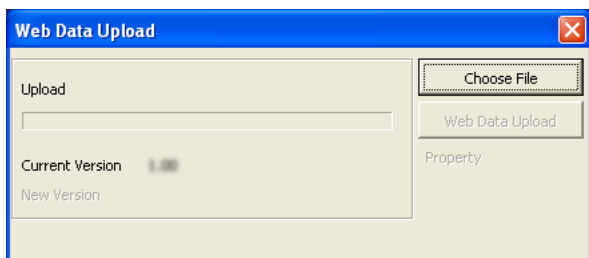 Web Data Upload
Choose File
Upload
Web Data Upload
Current Version
Property
New Version